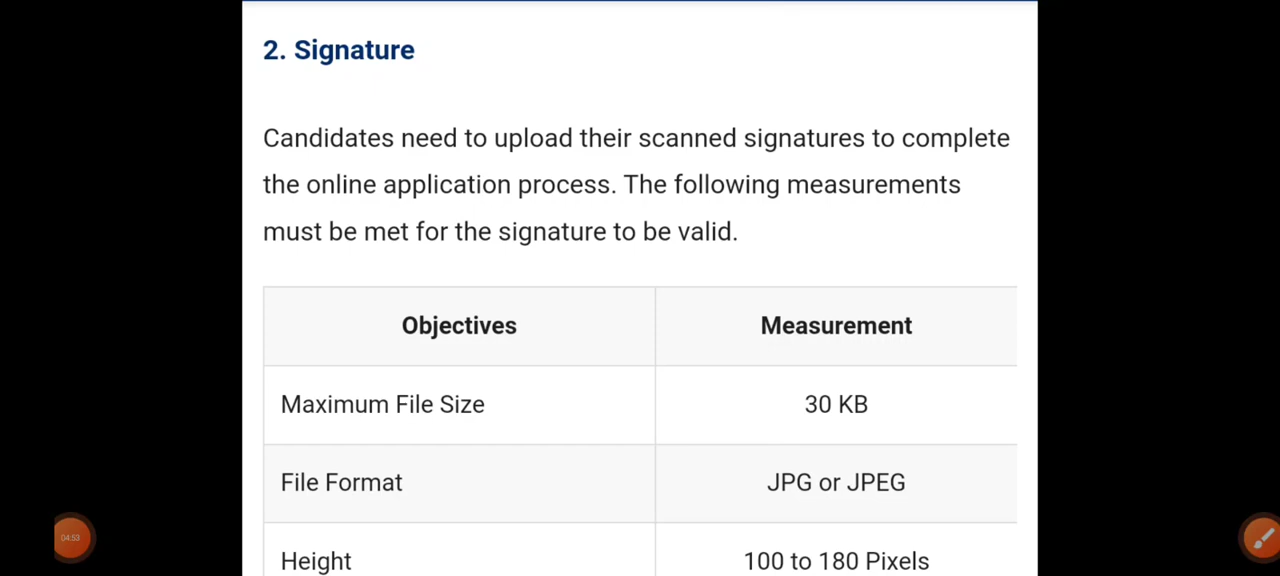 2. Signature
Candidates need to upload their scanned signatures to complete
the online application process. The following measurements
must be met for the signature to be valid.
Objectives Measurement
Maximum File Size 30 KB
File Format JPG or JPEG
Height 100 to 180 Pixels
04:53